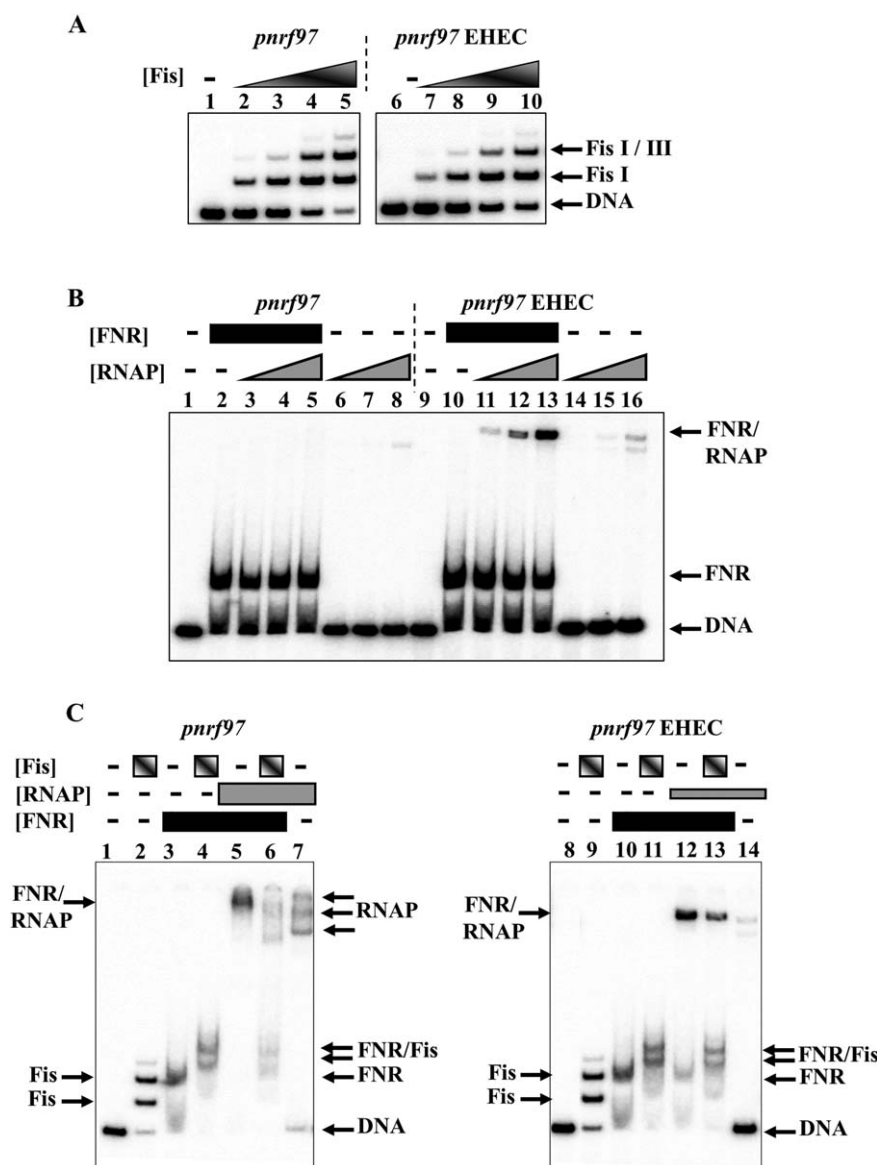 A
pnrf97 pnrf97 EHEC
[Fis] - -
1 2 3 4 5 6 7 8 9 10
Fis I / III
Fis I
DNA
B
pnrf97 pnrf97 EHEC
[FNR] - - - - - - - -
[RNAP] - - - -
1 2 3 4 5 6 7 8 9 10 11 12 13 14 15 16
FNR/
RNAP
FNR
DNA
C
pnrf97 pnrf97 EHEC
[Fis] - - - - - - - - - -
[RNAP] - - - - - - - -
[FNR] - - - - - -
1 2 3 4 5 6 7 8 9 10 11 12 13 14
FNR/
RNAP
RNAP
FNR/
RNAP
FNR/Fis
FNR/Fis
Fis
FNR
Fis
FNR
Fis
Fis
DNA
DNA